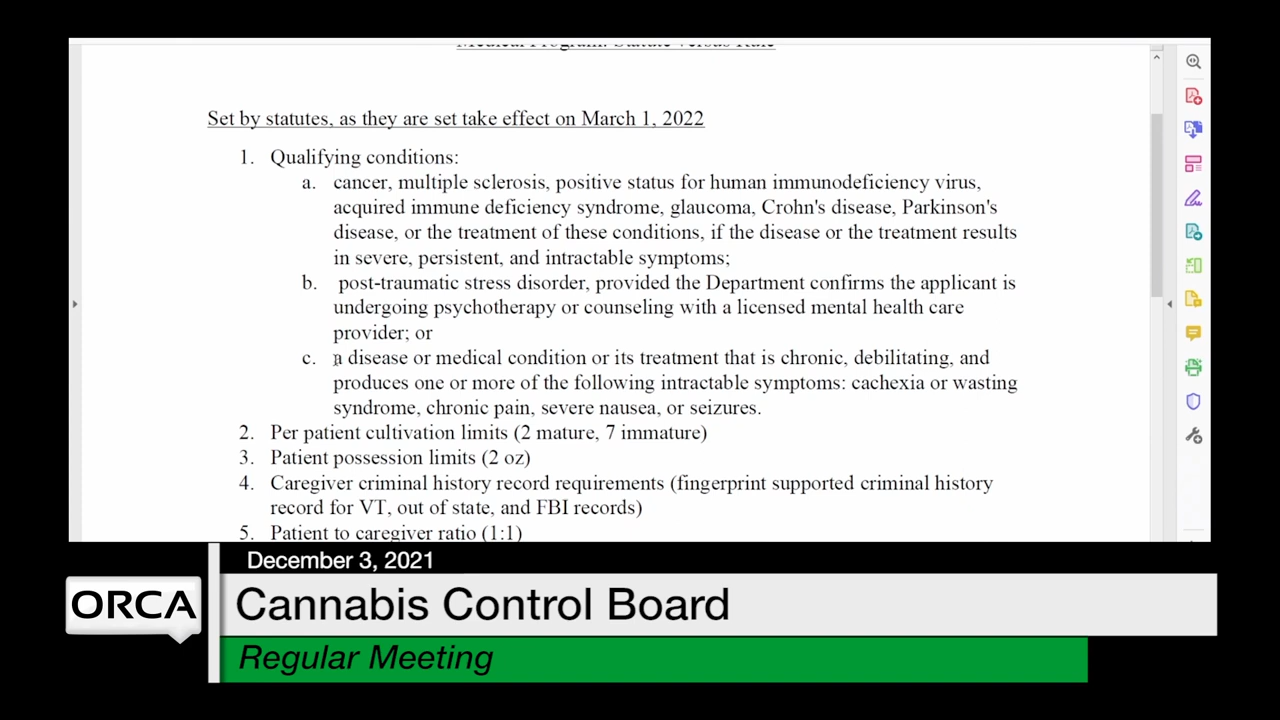 Medical Program: Statute versus Rule
Set by statutes, as they are set take effect on March 1, 2022
1. Qualifying conditions:
a. cancer, multiple sclerosis, positive status for human immunodeficiency virus,
acquired immune deficiency syndrome, glaucoma, Crohn's disease, Parkinson's
disease, or the treatment of these conditions, if the disease or the treatment results
in severe, persistent, and intractable symptoms;
b. post-traumatic stress disorder, provided the Department confirms the applicant is
undergoing psychotherapy or counseling with a licensed mental health care
provider; or
c. a disease or medical condition or its treatment that is chronic, debilitating, and
produces one or more of the following intractable symptoms: cachexia or wasting
syndrome, chronic pain, severe nausea, or seizures.
2. Per patient cultivation limits (2 mature, 7 immature)
3. Patient possession limits (2 oz)
4. Caregiver criminal history record requirements (fingerprint supported criminal history
record for VT, out of state, and FBI records)
5. Patient to caregiver ratio (1:1)
December 3, 2021
ORCA
Cannabis Control Board
Regular Meeting